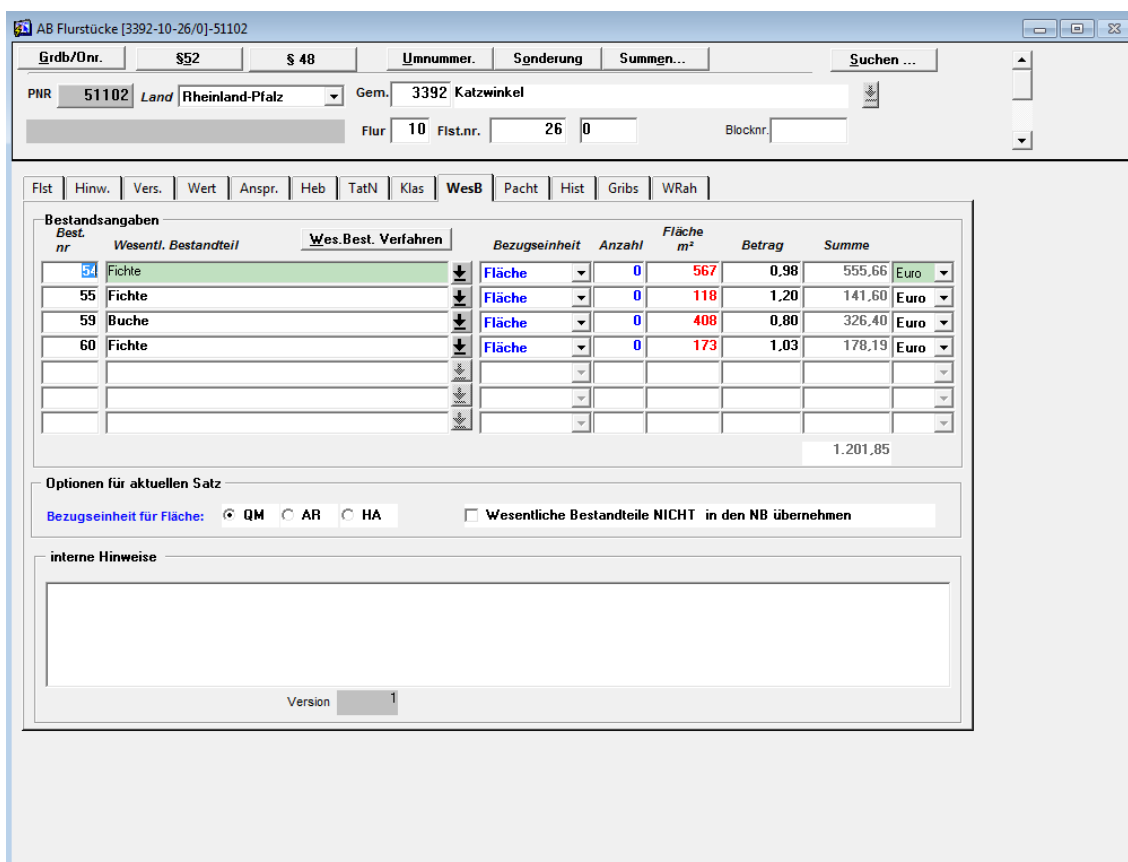 AB Flurstücke [3392-10-26/0]-51102
Grdb/Onr. §52 § 48 Umnummer. Sonderung Summen... Suchen ...
PNR 51102 Land Rheinland-Pfalz Gem. 3392 Katzwinkel
Flur 10 Flst.nr. 26 0 Blocknr.
Flst Hinw. Vers. Wert Anspr. Heb TatN Klas WesB Pacht Hist Gribs WRah
Bestandsangaben
Best. nr Wesentl. Bestandteil Wes.Best. Verfahren Bezugseinheit Anzahl Fläche m² Betrag Summe
54 Fichte Fläche 0 567 0,98 555,66 Euro
55 Fichte Fläche 0 118 1,20 141,60 Euro
59 Buche Fläche 0 408 0,80 326,40 Euro
60 Fichte Fläche 0 173 1,03 178,19 Euro
1.201,85
Optionen für aktuellen Satz
Bezugseinheit für Fläche: QM AR HA Wesentliche Bestandteile NICHT in den NB übernehmen
interne Hinweise
Version 1